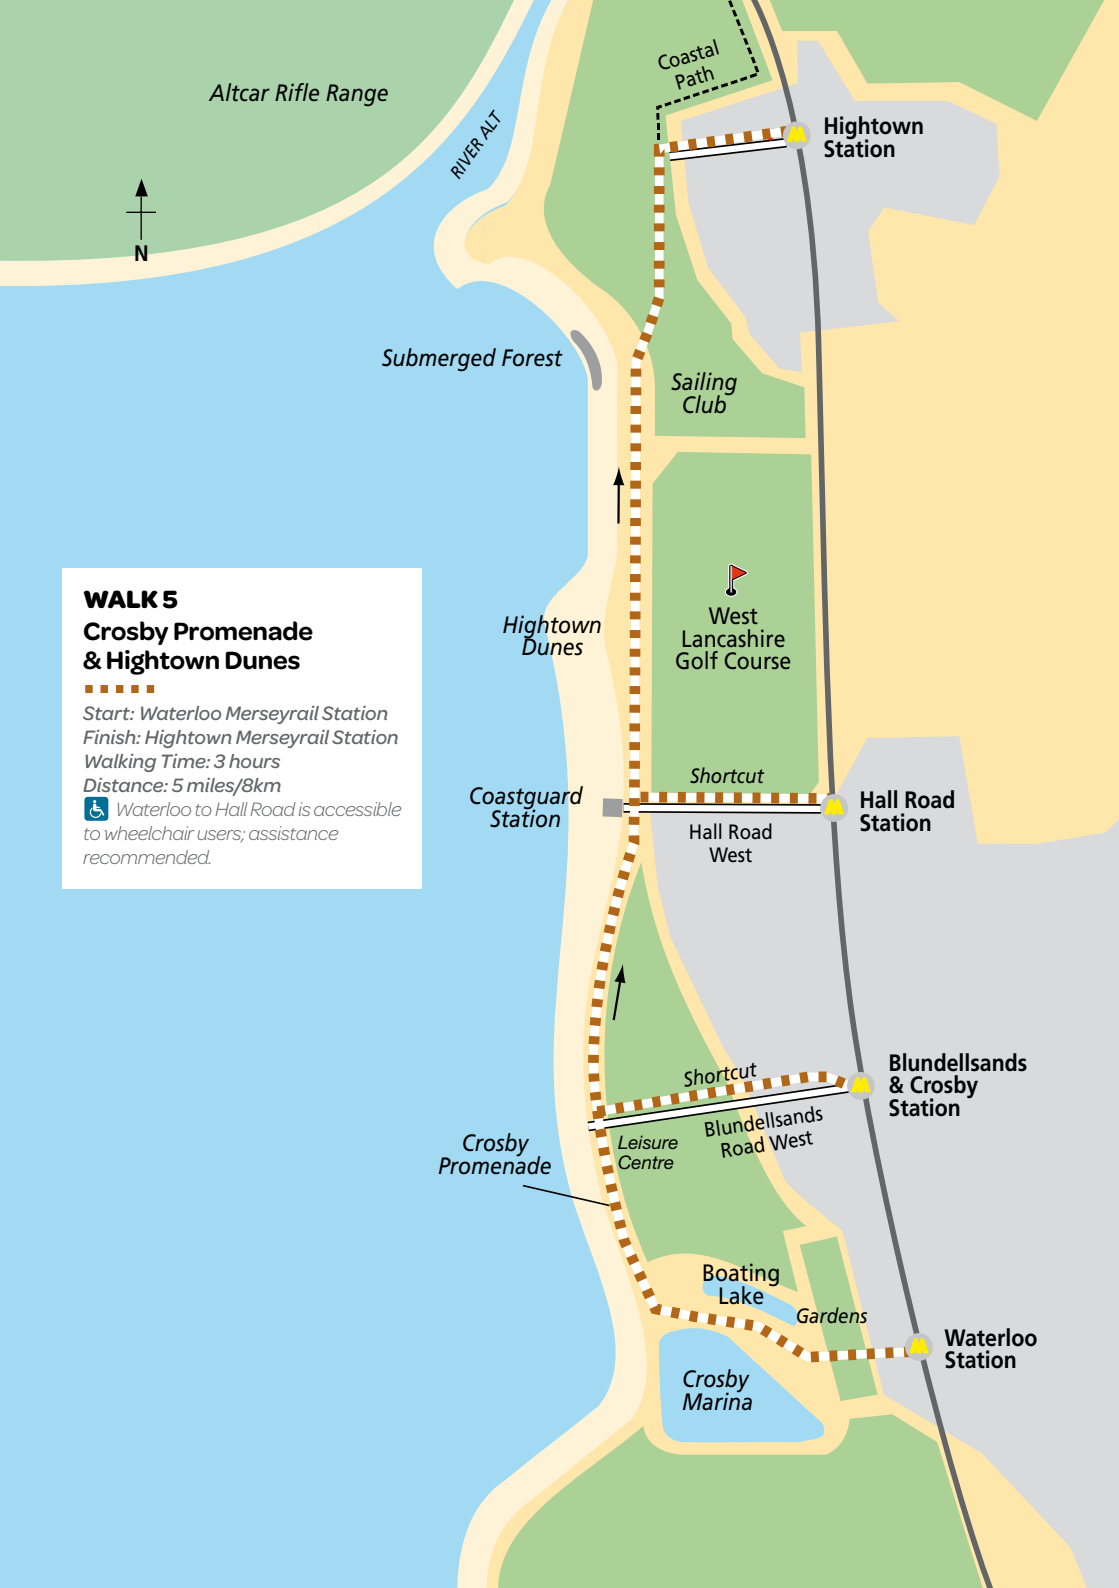 Coastal
Path
Altcar Rifle Range
RIVER ALT
Hightown
Station
N
Submerged Forest
Sailing
Club
WALK 5
Crosby Promenade
& Hightown Dunes
Start: Waterloo Merseyrail Station
Finish: Hightown Merseyrail Station
Walking Time: 3 hours
Distance: 5 miles/8km
Waterloo to Hall Road is accessible
to wheelchair users; assistance
recommended.
Hightown
Dunes
West
Lancashire
Golf Course
Shortcut
Coastguard
Station
Hall Road
Station
Hall Road
West
Blundellsands
& Crosby
Station
Shortcut
Blundellsands
Road West
Leisure
Centre
Crosby
Promenade
Boating
Lake
Gardens
Waterloo
Station
Crosby
Marina